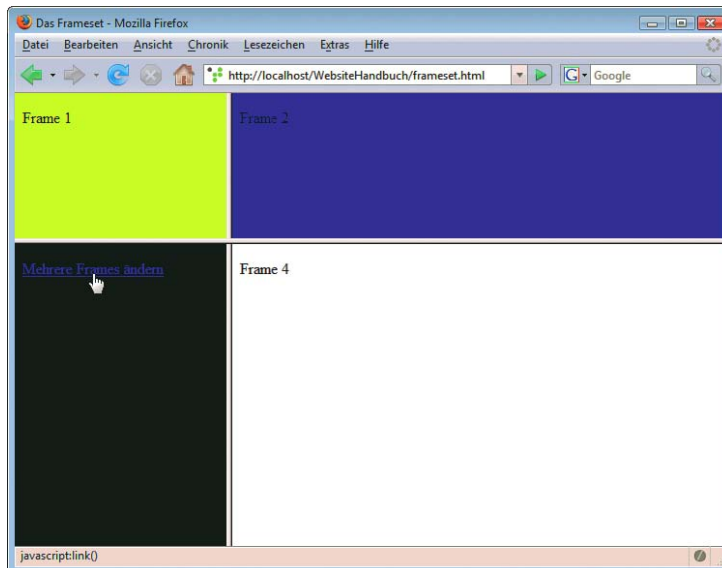 Das Frameset - Mozilla Firefox
Datei Bearbeiten Ansicht Chronik Lesezeichen Extras Hilfe
http://localhost/WebsiteHandbuch/frameset.html G Google
Frame 1 Frame 2
Mehrere Frames ändern Frame 4
javascript:link()